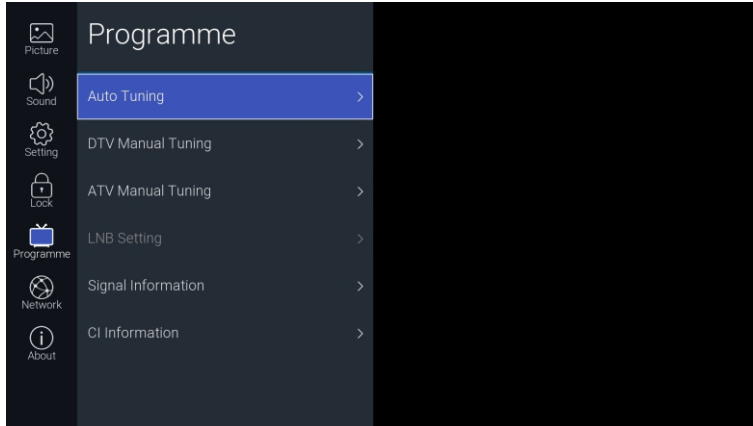 Programme
Picture
Sound
Setting
Lock
Programme
Network
About
Auto Tuning
DTV Manual Tuning
ATV Manual Tuning
LNB Setting
Signal Information
CI Information